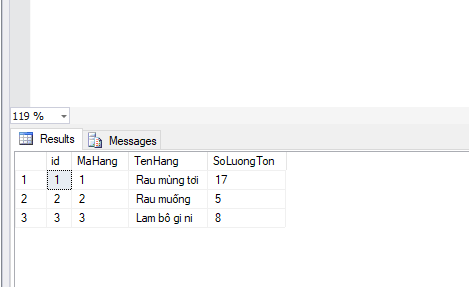 119 %
Results Messages
id MaHang TenHang SoLuongTon
1 1 1 Rau mùng tơi 17
2 2 2 Rau muống 5
3 3 3 Lam bô gi ni 8